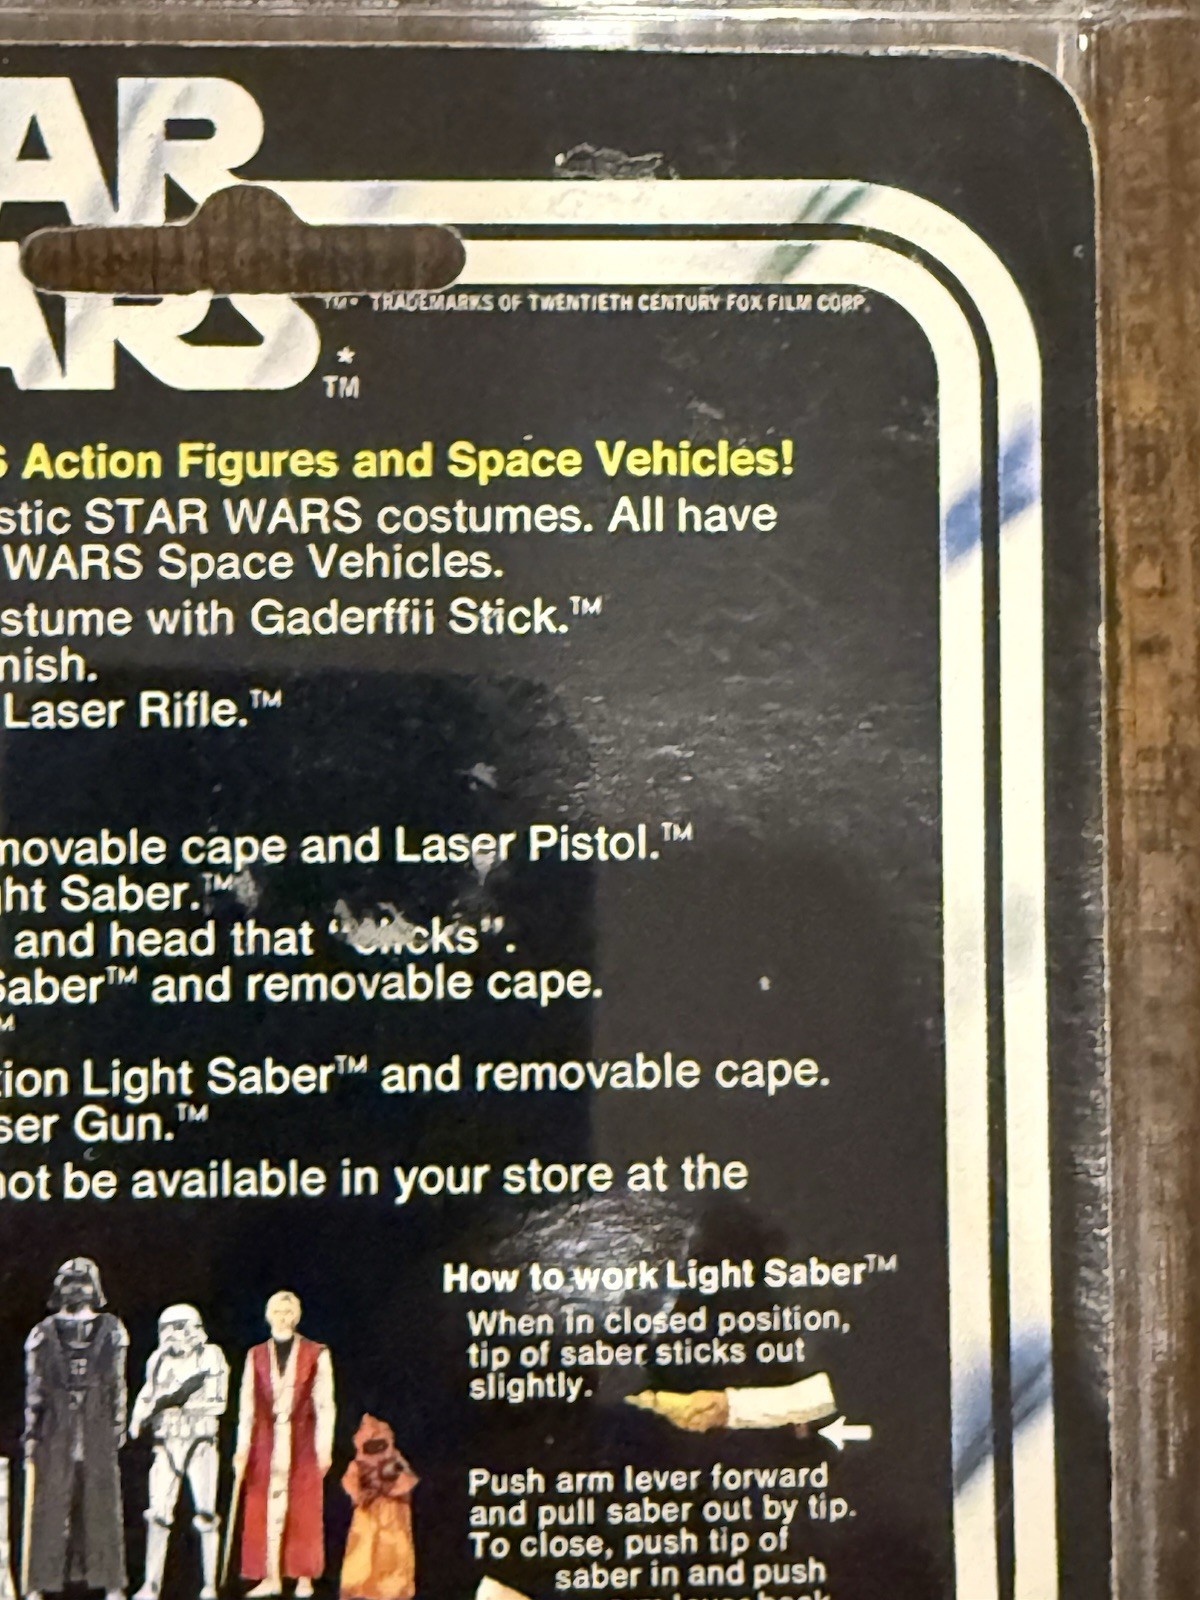 AR
ARS
TM* TRADEMARKS OF TWENTIETH CENTURY FOX FILM CORP.
*
TM
S Action Figures and Space Vehicles!
stic STAR WARS costumes. All have
WARS Space Vehicles.
stume with Gaderffii Stick.™
nish.
Laser Rifle.™
movable cape and Laser Pistol.™
ght Saber.™
and head that “clicks”.
Saber™ and removable cape.
tion Light Saber™ and removable cape.
ser Gun.™
not be available in your store at the
How to work Light Saber™
When in closed position,
tip of saber sticks out
slightly.
Push arm lever forward
and pull saber out by tip.
To close, push tip of
saber in and push